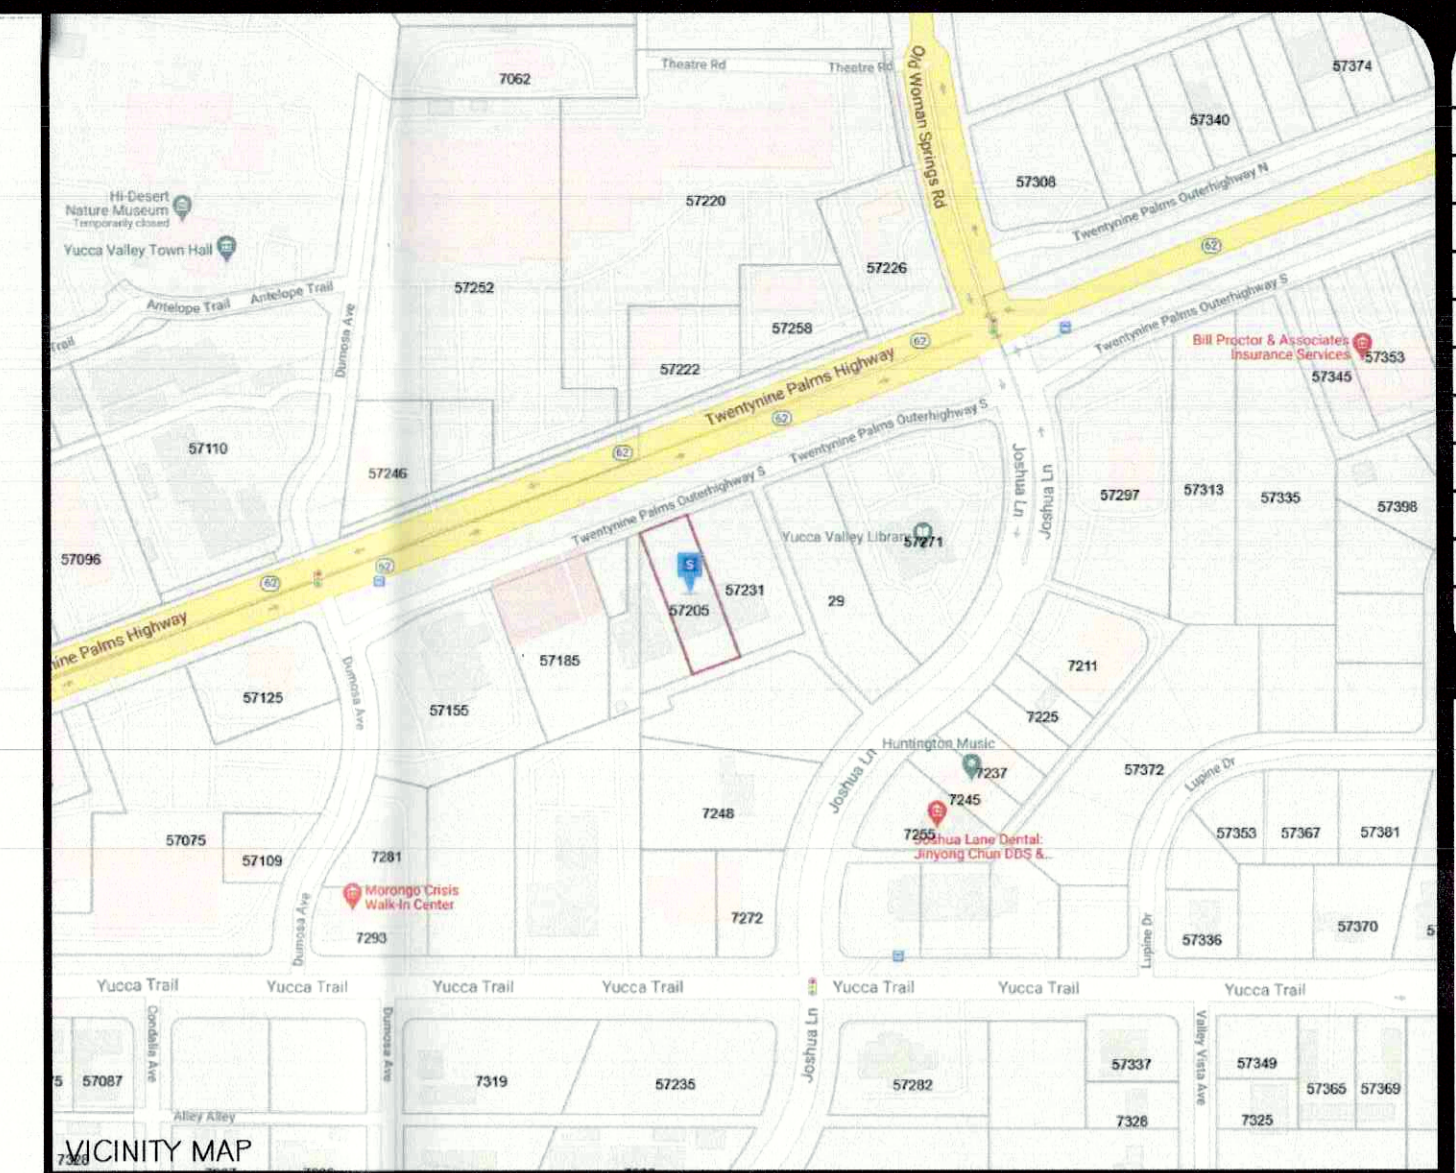 7062
Theatre Rd
Theatre Rd
Old Woman Springs Rd
57374
57340
57308
Twentynine Palms Outerhighway N
57220
Hi-Desert
Nature Museum
Temporarily closed
Yucca Valley Town Hall
57226
62
57252
Antelope Trail
Antelope Trail
Trail
Dumosa Ave
57258
57222
62
Twentynine Palms Highway
62
Twentynine Palms Outerhighway S
Bill Proctor & Associates
Insurance Services
57353
57345
Twentynine Palms Outerhighway S
57110
57246
62
Joshua Ln
Joshua Ln
57297
57313
57335
57398
Twentynine Palms Outerhighway S
Yucca Valley Library
57271
57096
62
62
S
57205
57231
29
Palms Highway
57185
7211
57125
Dumosa Ave
57155
7225
Huntington Music
7237
57372
Lupine Dr
Joshua Ln
7245
7248
7255
Joshua Lane Dental:
Jinyong Chun DDS &...
57353
57367
57381
57075
57109
7281
Morongo Crisis
Walk-In Center
7293
Dumosa Ave
7272
57336
57370
Lupine Dr
Yucca Trail
Yucca Trail
Yucca Trail
Yucca Trail
Yucca Trail
Yucca Trail
Yucca Trail
Condalia Ave
Dumosa Ave
Joshua Ln
Valley Vista Ave
57087
7319
57235
57282
57337
57349
57365
57369
7328
7325
Alley Alley
VICINITY MAP
7328